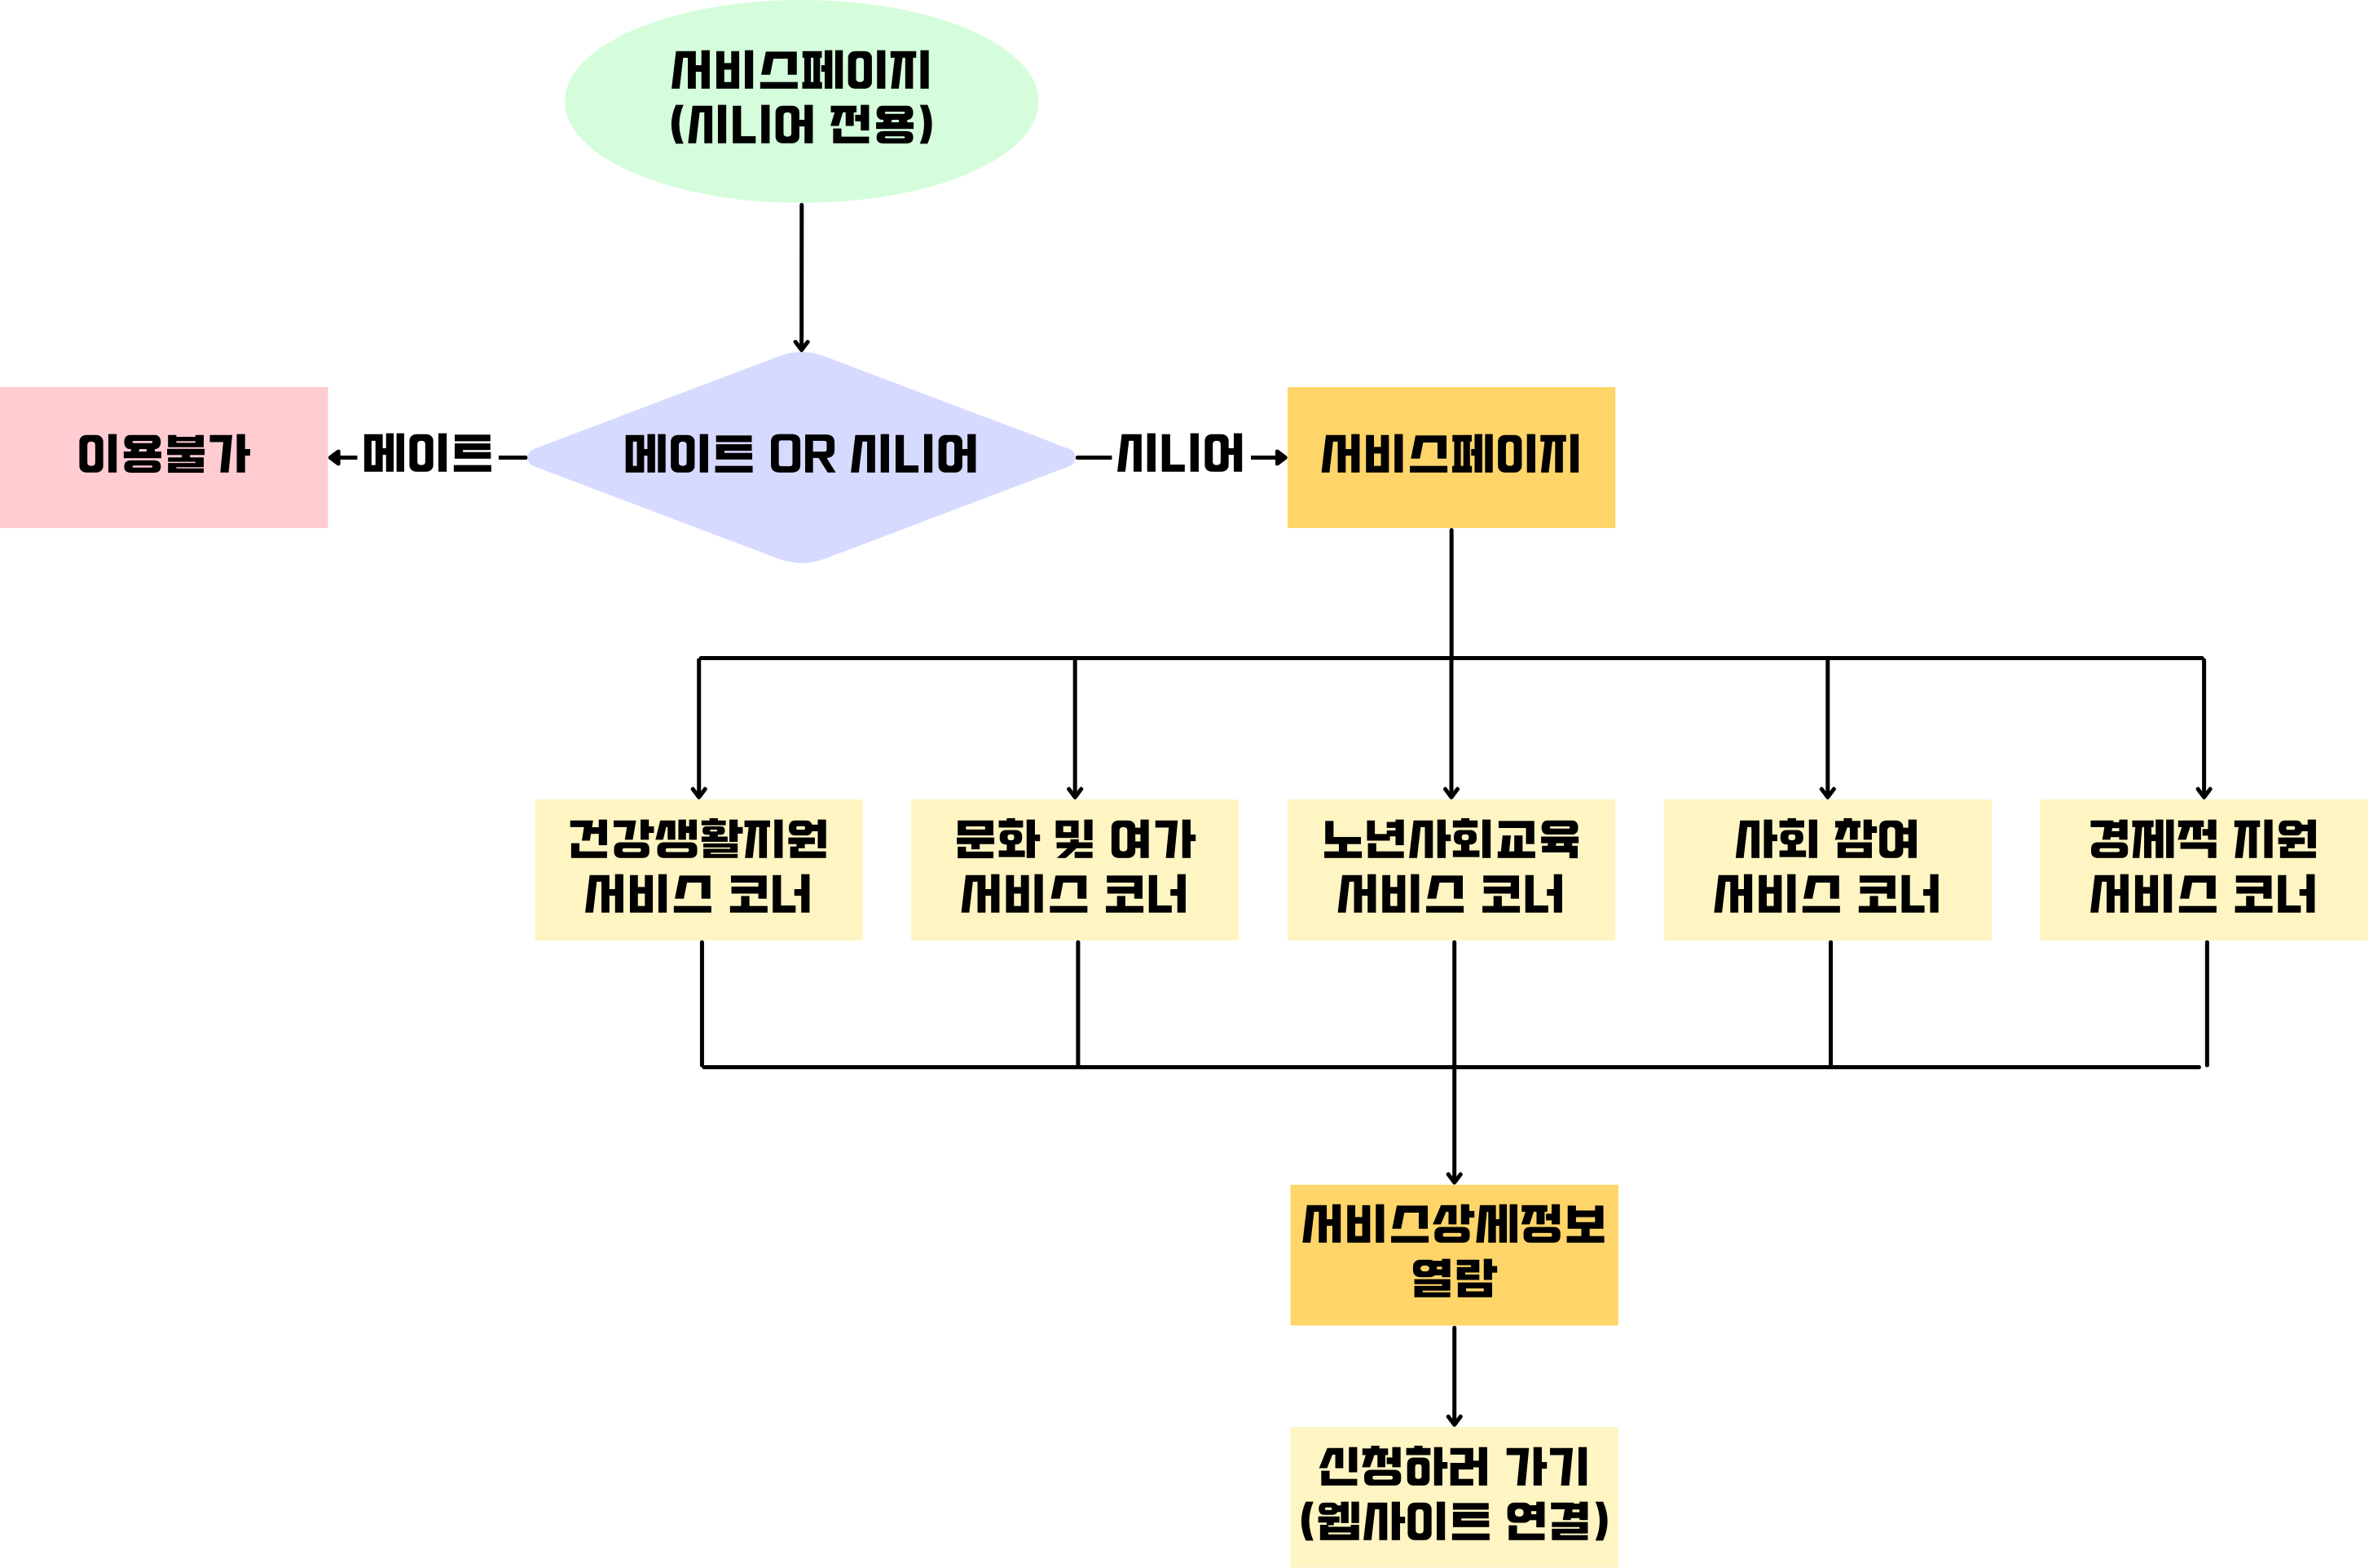 서비스페이지
(시니어 전용)
이용불가
메이트
메이트 OR 시니어
시니어
서비스페이지
건강생활지원
서비스 코너
문화 및 여가
서비스 코너
노년사회교육
서비스 코너
사회 참여
서비스 코너
경제적 지원
서비스 코너
서비스상세정보
열람
신청하러 가기
(웹사이트 연결)